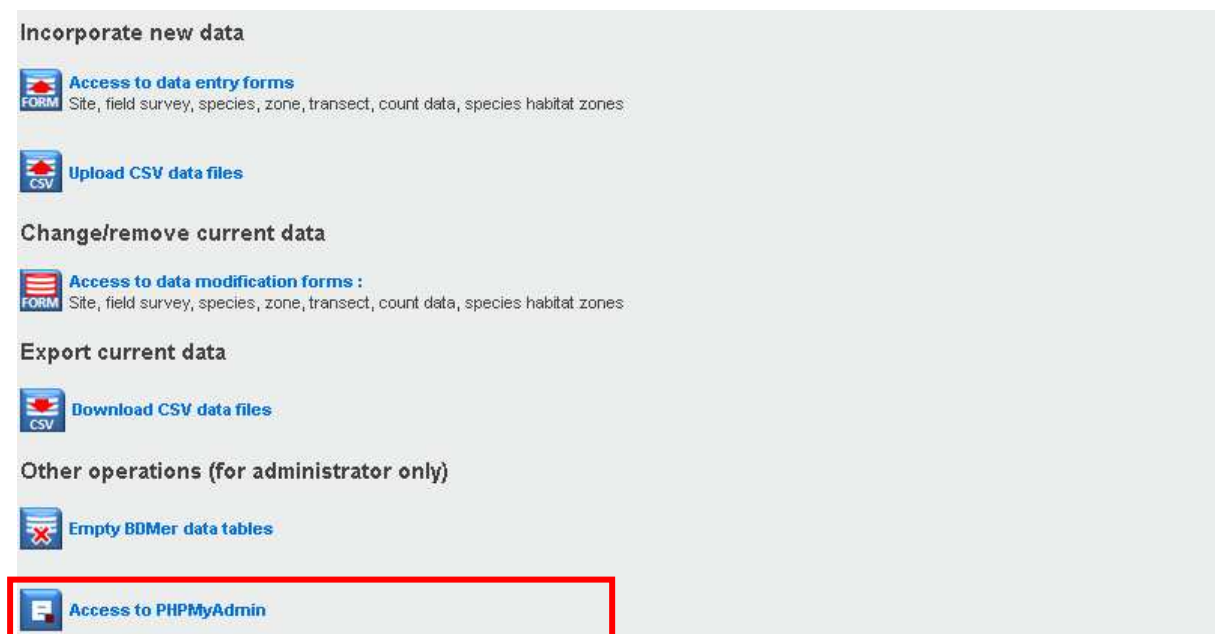 Incorporate new data
Access to data entry forms
FORM
Site, field survey, species, zone, transect, count data, species habitat zones
Upload CSV data files
CSV
Change/remove current data
Access to data modification forms :
FORM
Site, field survey, species, zone, transect, count data, species habitat zones
Export current data
Download CSV data files
CSV
Other operations (for administrator only)
Empty BDMer data tables
Access to PHPMyAdmin